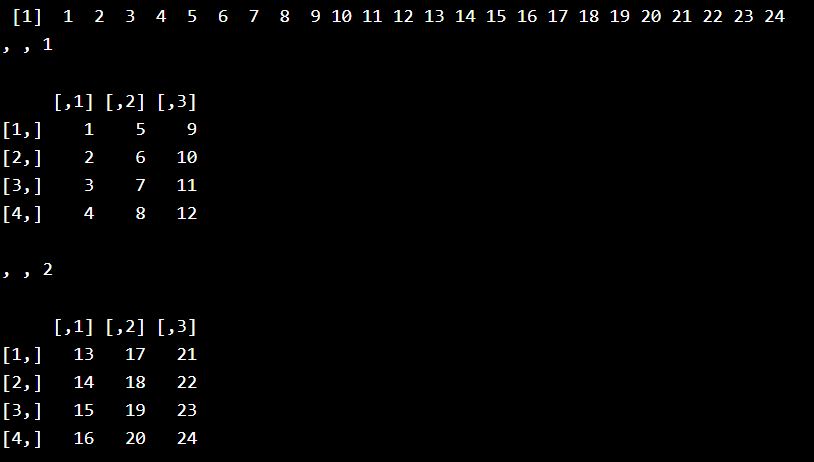 [1]  1  2  3  4  5  6  7  8  9 10 11 12 13 14 15 16 17 18 19 20 21 22 23 24
, , 1
     [,1] [,2] [,3]
[1,]    1    5    9
[2,]    2    6   10
[3,]    3    7   11
[4,]    4    8   12
, , 2
     [,1] [,2] [,3]
[1,]   13   17   21
[2,]   14   18   22
[3,]   15   19   23
[4,]   16   20   24